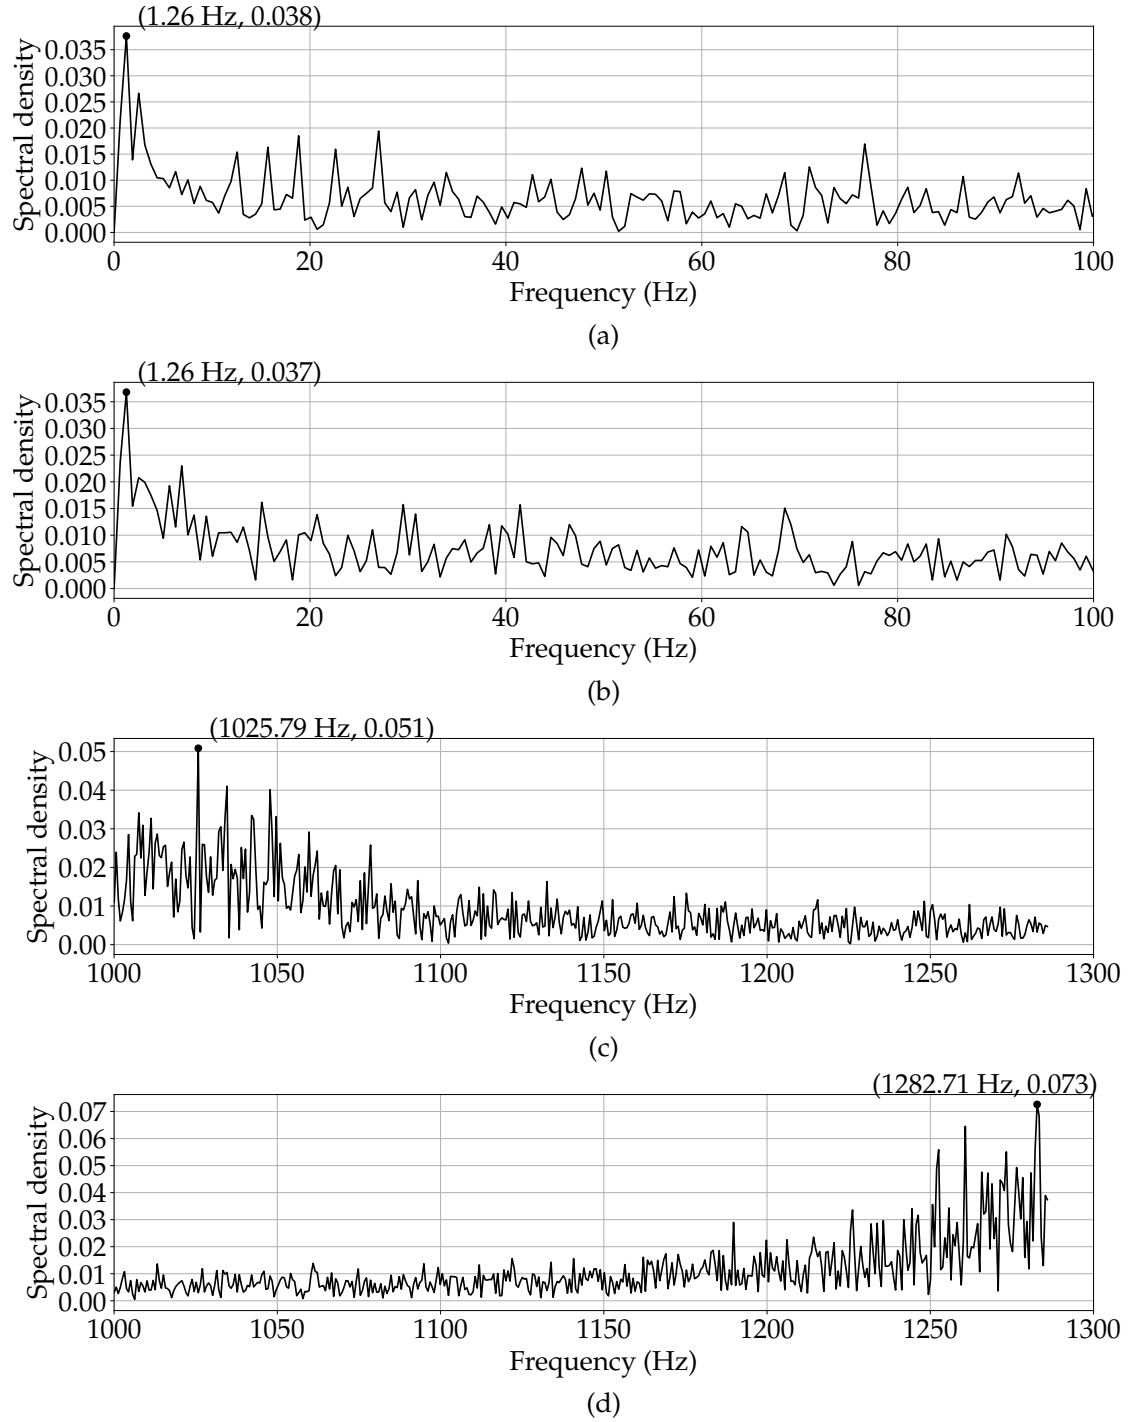 (1.26 Hz, 0.038)
Spectral density
0.035
0.030
0.025
0.020
0.015
0.010
0.005
0.000
0 20 40 60 80 100
Frequency (Hz)
(a)
(1.26 Hz, 0.037)
Spectral density
0.035
0.030
0.025
0.020
0.015
0.010
0.005
0.000
0 20 40 60 80 100
Frequency (Hz)
(b)
(1025.79 Hz, 0.051)
Spectral density
0.05
0.04
0.03
0.02
0.01
0.00
1000 1050 1100 1150 1200 1250 1300
Frequency (Hz)
(c)
(1282.71 Hz, 0.073)
Spectral density
0.07
0.06
0.05
0.04
0.03
0.02
0.01
0.00
1000 1050 1100 1150 1200 1250 1300
Frequency (Hz)
(d)